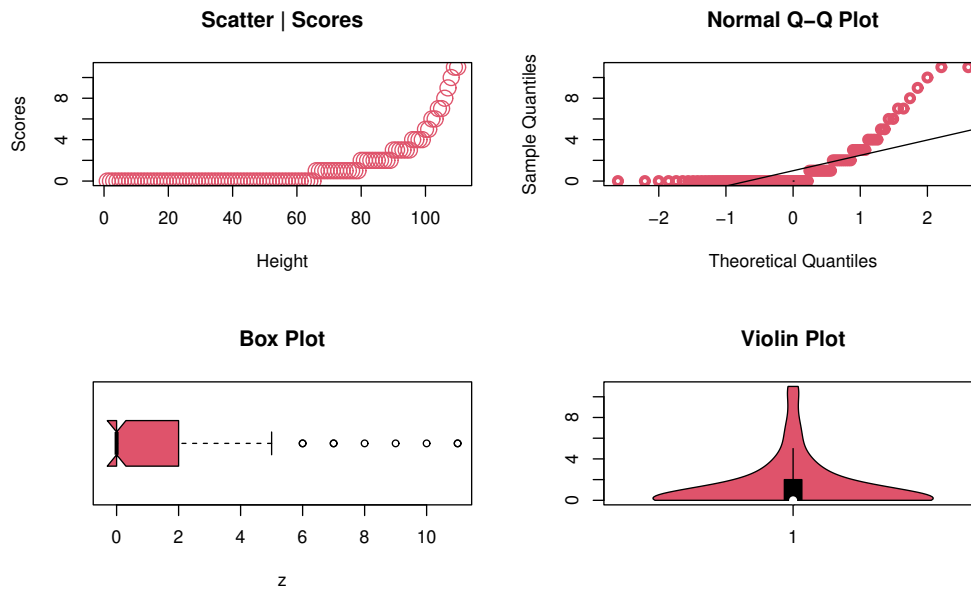 Scatter | Scores
Scores
0 4 8
0 20 40 60 80 100
Height
Normal Q−Q Plot
Sample Quantiles
0 4 8
−2 −1 0 1 2
Theoretical Quantiles
Box Plot
0 2 4 6 8 10
z
Violin Plot
0 4 8
1